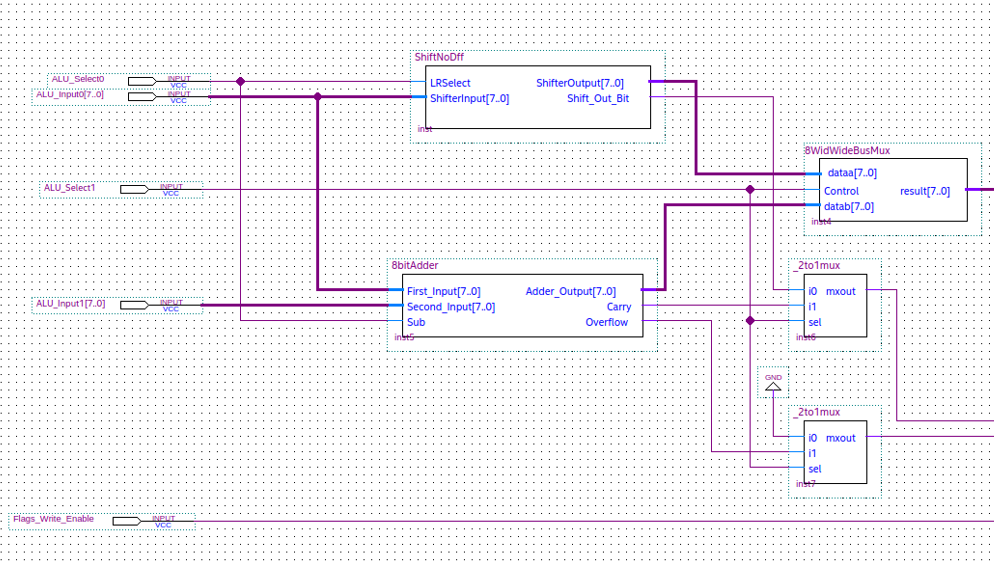 ShiftNoDff
ALU_Select0 INPUT VCC
LRSelect ShifterOutput[7..0]
ALU_Input0[7..0] INPUT VCC
ShifterInput[7..0] Shift_Out_Bit
inst
8WidWideBusMux
dataa[7..0]
ALU_Select1 INPUT VCC
Control result[7..0]
datab[7..0]
inst4
8bitAdder
_2to1mux
First_Input[7..0] Adder_Output[7..0]
i0 mxout
ALU_Input1[7..0] INPUT VCC
Second_Input[7..0] Carry
i1
Sub Overflow
sel
inst5
inst6
GND
_2to1mux
i0 mxout
i1
sel
inst7
Flags_Write_Enable INPUT VCC